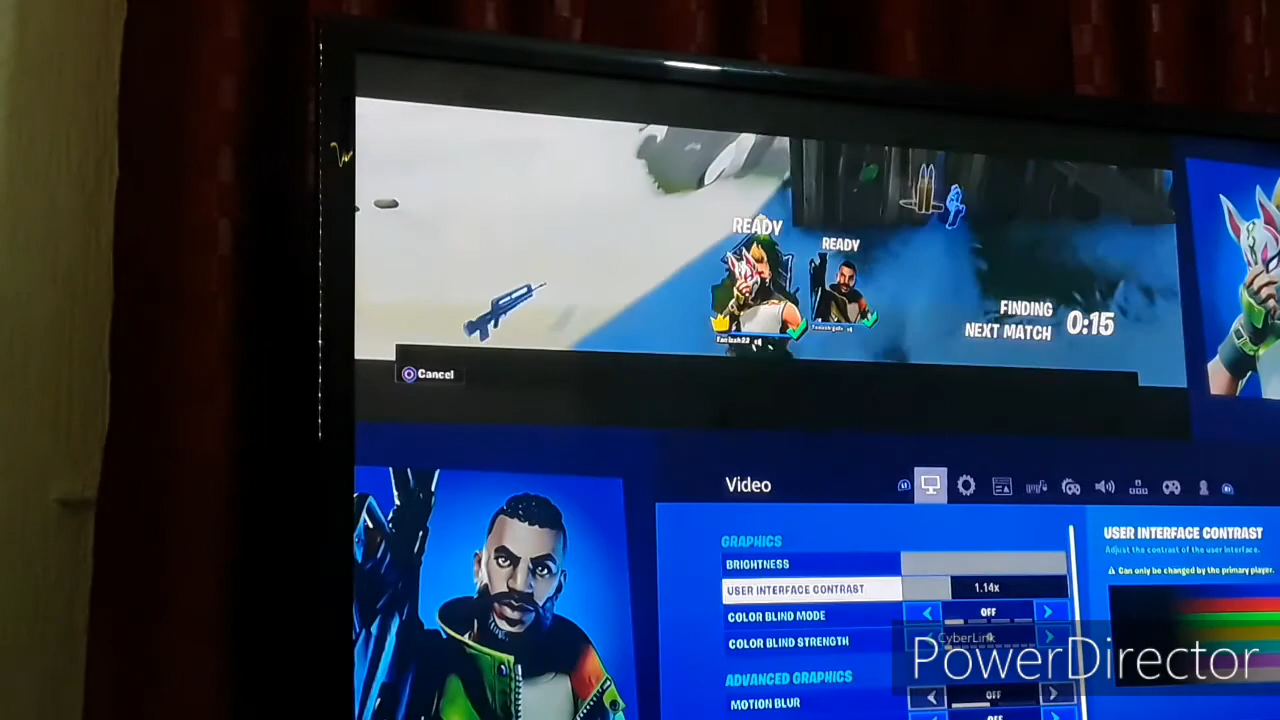 READY
READY
FINDING
NEXT MATCH
0:15
Cancel
Video
GRAPHICS
BRIGHTNESS
USER INTERFACE CONTRAST
1.14x
COLOR BLIND MODE
OFF
COLOR BLIND STRENGTH
ADVANCED GRAPHICS
MOTION BLUR
OFF
OFF
USER INTERFACE CONTRAST
Adjust the contrast of the user interface.
Can only be changed by the primary player.
CyberLink
PowerDirector